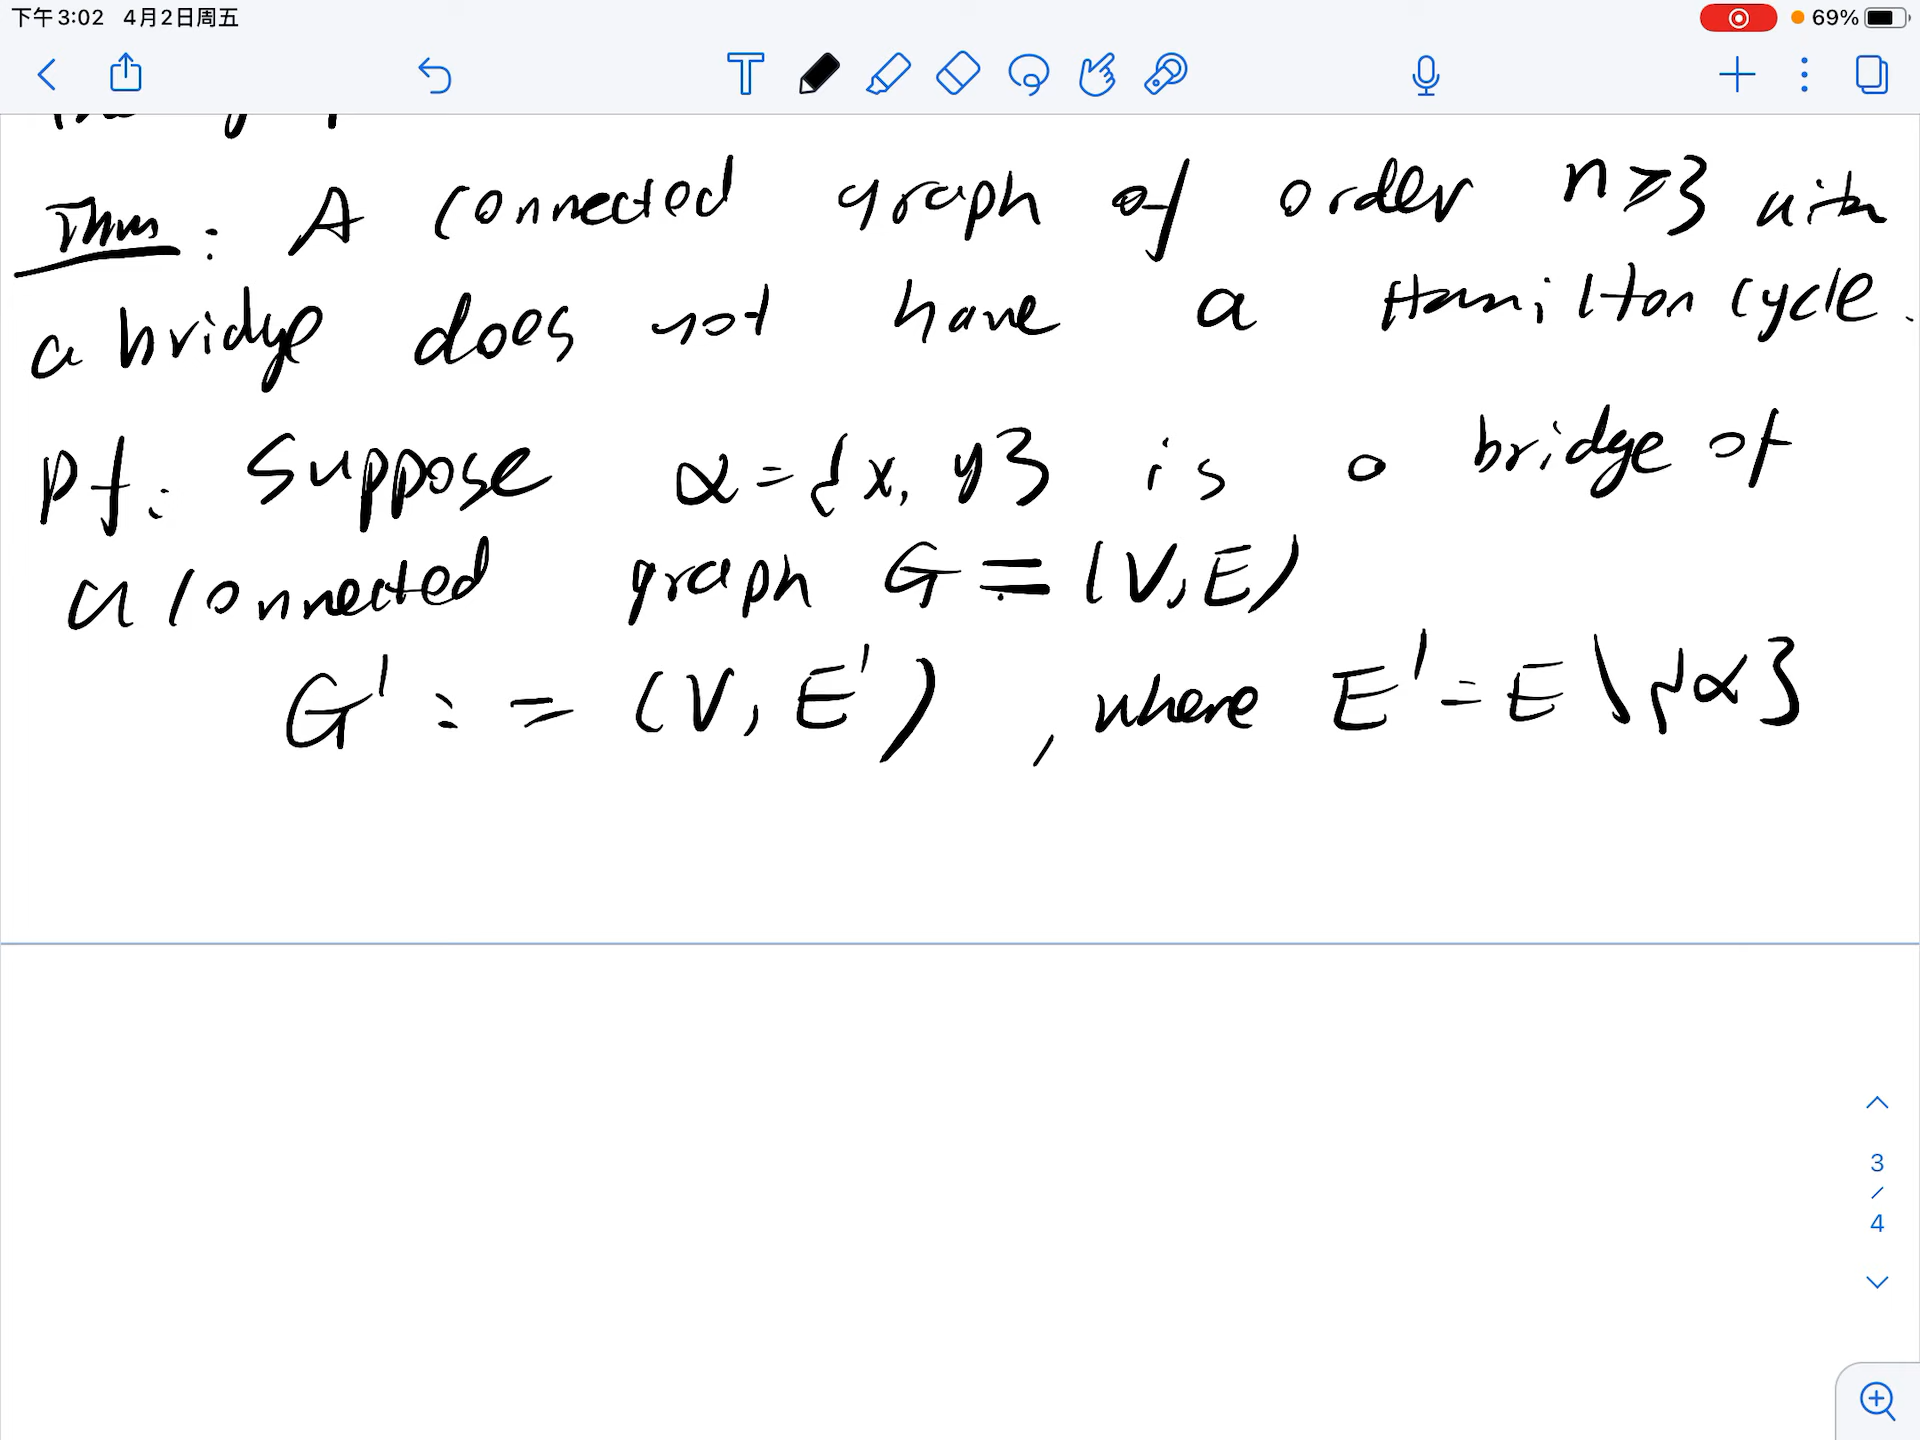 下午3:02 4月2日周五
69%
T
Thm: A connected graph of order n≥3 with
a bridge does not have a Hamilton cycle.
Pf: Suppose α={x, y} is a bridge of
a connected graph G = (V, E)
G' := (V, E'), where E' = E \ {α}
3
/
4